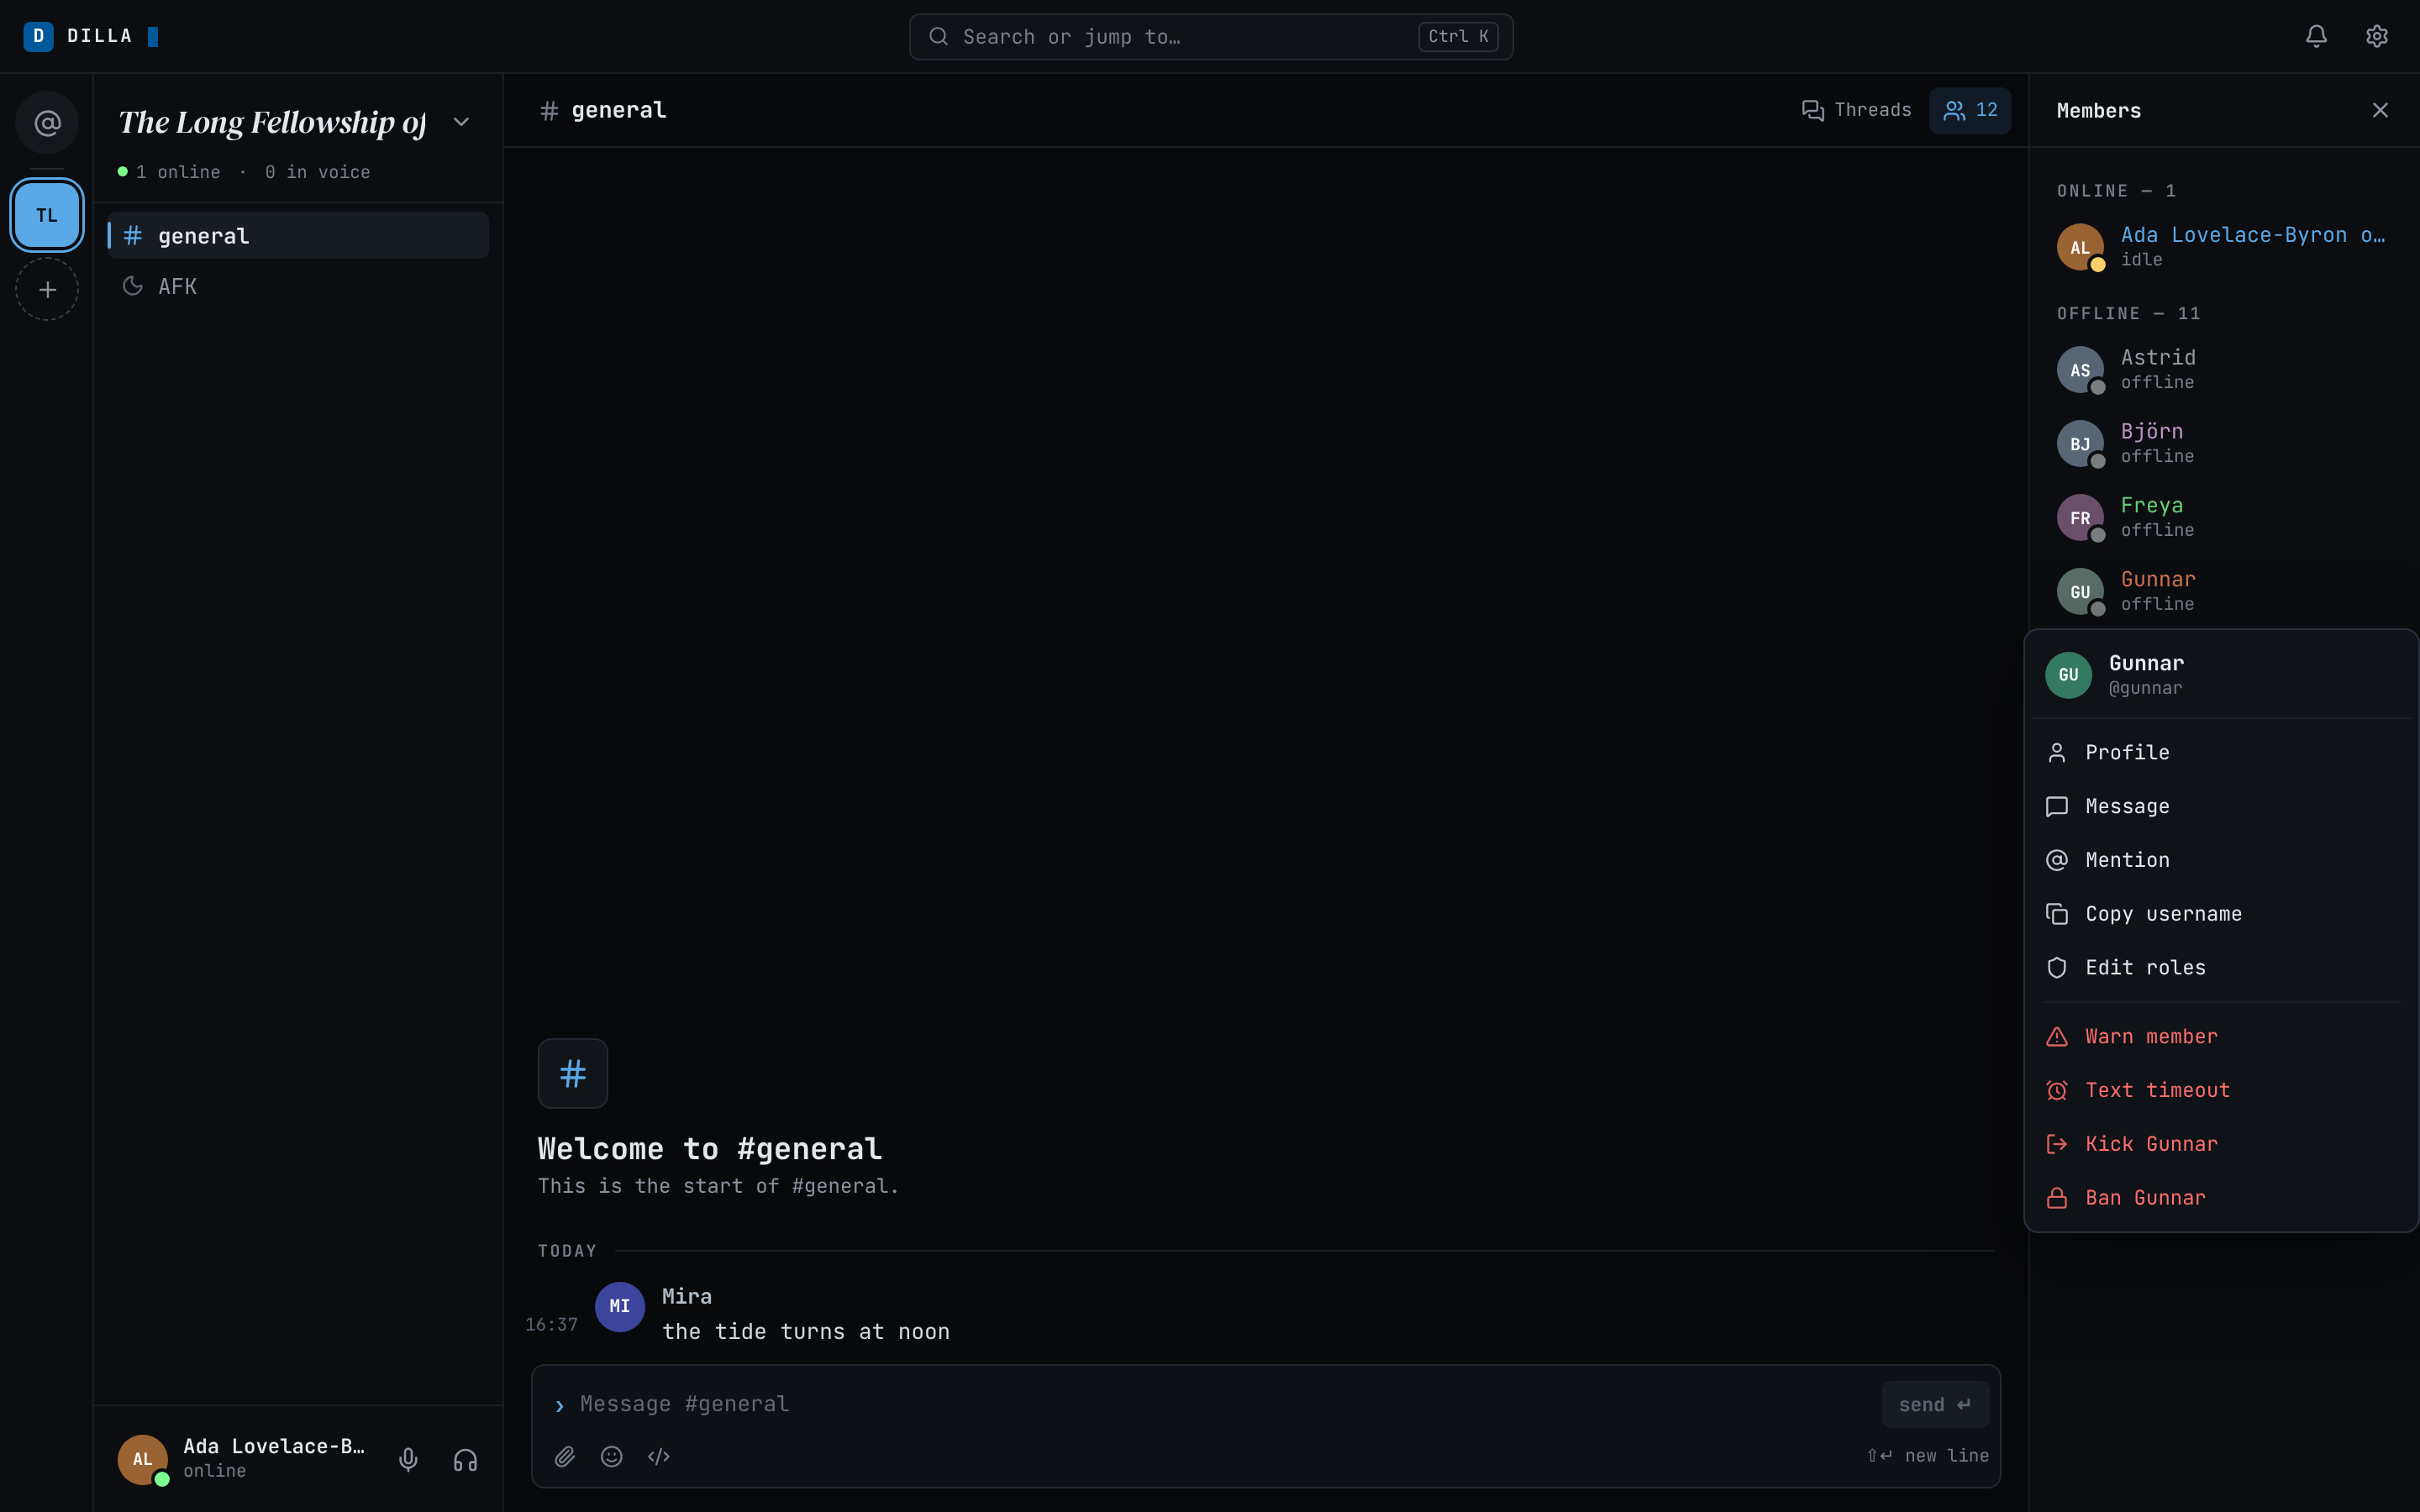 D DILLA
Search or jump to…
Ctrl K
TL
The Long Fellowship of
1 online · 0 in voice
general
AFK
Ada Lovelace-B…
AL
online
# general
Threads
12
Welcome to #general
This is the start of #general.
TODAY
MI
Mira
16:37
the tide turns at noon
› Message #general
send ↵
⇧↵ new line
Members
ONLINE — 1
AL
Ada Lovelace-Byron o…
idle
OFFLINE — 11
AS
Astrid
offline
BJ
Björn
offline
FR
Freya
offline
GU
Gunnar
offline
GU
Gunnar
@gunnar
Profile
Message
Mention
Copy username
Edit roles
Warn member
Text timeout
Kick Gunnar
Ban Gunnar